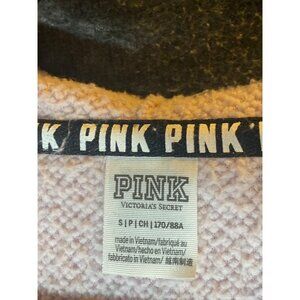 K PINK PINK
PINK
VICTORIA'S SECRET
S | P | CH | 170/88A
made in Vietnam/fabriqué au
Vietnam/hecho en Vietnam/
fabbricato in Vietnam/越南制造